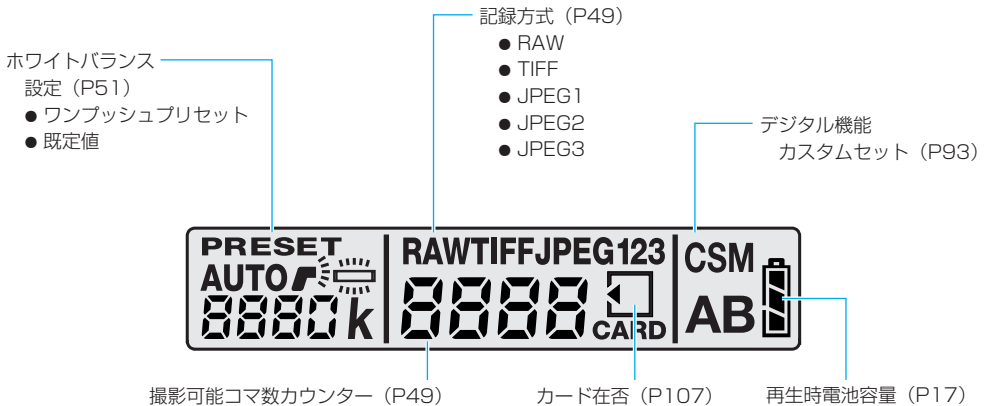 記録方式（P49）
● RAW
● TIFF
● JPEG1
● JPEG2
● JPEG3
ホワイトバランス
設定（P51）
● ワンプッシュプリセット
● 既定値
デジタル機能
カスタムセット（P93）
PRESET
AUTO
8880k
RAWTIFFJPEG123
8888
CARD
CSM
AB
撮影可能コマ数カウンター（P49）
カード在否（P107）
再生時電池容量（P17）